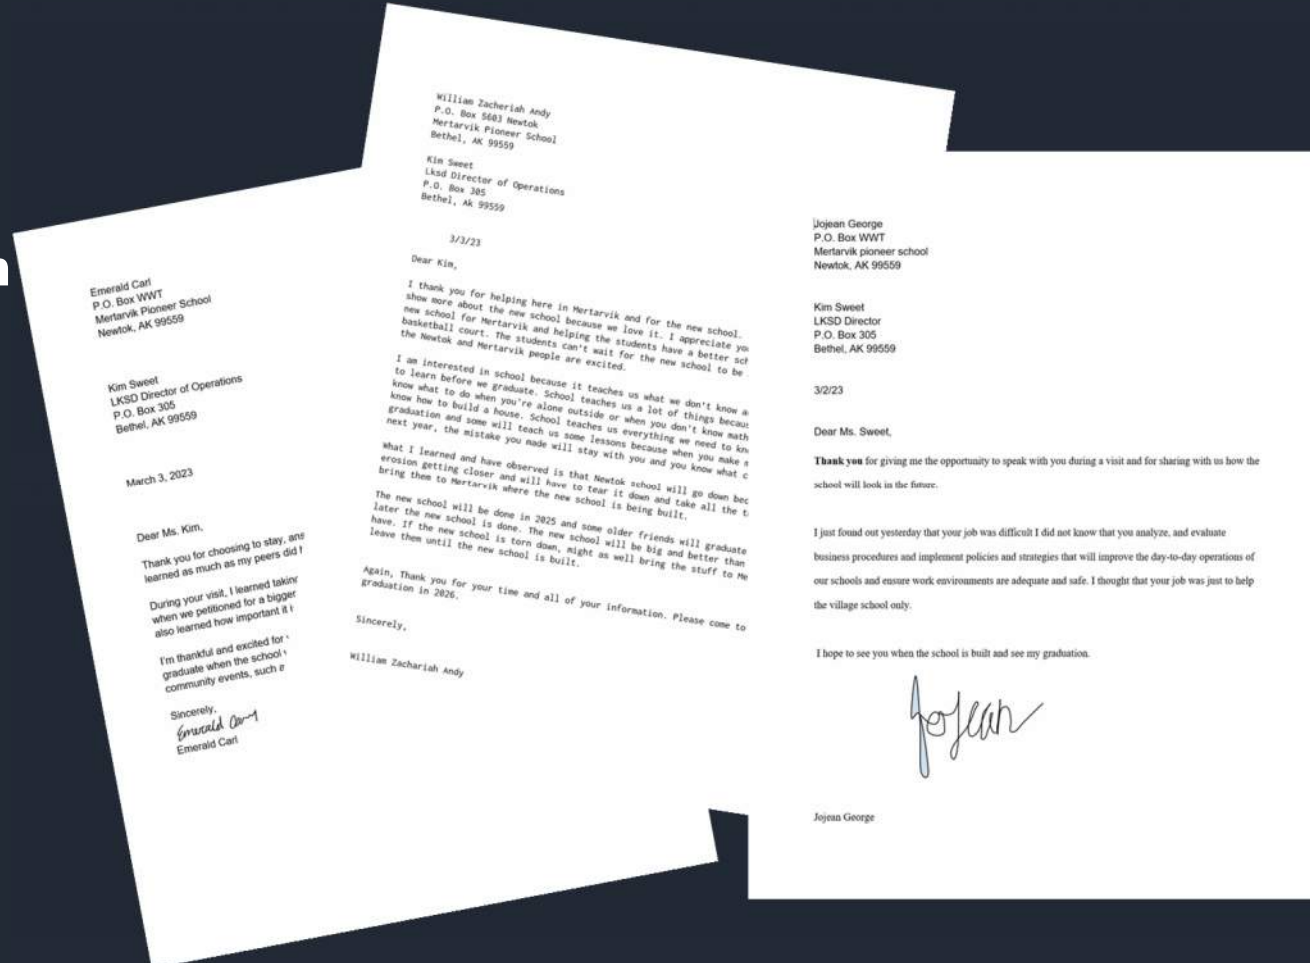 Emerald Carl
P.O. Box WWT
Mertarvik Pioneer School
Newtok, AK 99559
Kim Sweet
LKSD Director of Operations
P.O. Box 305
Bethel, AK 99559
March 3, 2023
Dear Ms. Kim,
Thank you for choosing to stay,
learned as much as my peers did
During your visit, I learned
when we petitioned for a bigger
also learned how important it
I'm thankful and excited for
graduate when the school
community events, such
Sincerely,
Emerald Carl
Emerald Carl
William Zacheriah Andy
P.O. Box 5603 Newtok
Mertarvik Pioneer School
Bethel, AK 99559
Kim Sweet
Lksd Director of Operations
P.O. Box 305
Bethel, Ak 99559
3/3/23
Dear Kim,
I thank you for helping here in Mertarvik and for the new school.
show more about the new school because we love it. I appreciate
new school for Mertarvik and helping the students have a better
basketball court. The students can't wait for the new school to be
the Newtok and Mertarvik people are excited.
I am interested in school because it teaches us what we don't know
to learn before we graduate. School teaches us a lot of things
know what to do when you're alone outside or when you don't know math
know how to build a house. School teaches us everything we need to
graduation and some will teach us some lessons because when you make
next year, the mistake you made will stay with you and you know what
What I learned and have observed is that Newtok school will go down
erosion getting closer and will have to tear it down and take all the
bring them to Mertarvik where the new school is being built.
The new school will be done in 2025 and some older friends will graduate
later the new school is done. The new school will be big and better than
have. If the new school is torn down, might as well bring the stuff to
leave them until the new school is built.
Again, Thank you for your time and all of your information. Please come to
graduation in 2026.
Sincerely,
William Zachariah Andy
Jojean George
P.O. Box WWT
Mertarvik pioneer school
Newtok, AK 99559
Kim Sweet
LKSD Director
P.O. Box 305
Bethel, AK 99559
3/2/23
Dear Ms. Sweet,
Thank you for giving me the opportunity to speak with you during a visit and for sharing with us how the
school will look in the future.
I just found out yesterday that your job was difficult I did not know that you analyze, and evaluate
business procedures and implement policies and strategies that will improve the day-to-day operations of
our schools and ensure work environments are adequate and safe. I thought that your job was just to help
the village school only.
I hope to see you when the school is built and see my graduation.
Jojean
Jojean George